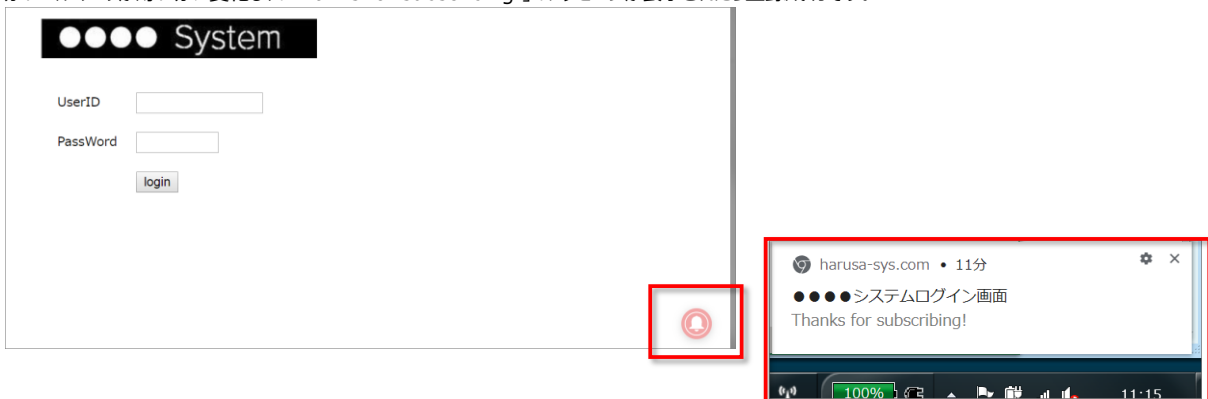 ●●●● System
UserID
PassWord
login
harusa-sys.com • 11分
●●●●システムログイン画面
Thanks for subscribing!
100%
11:15